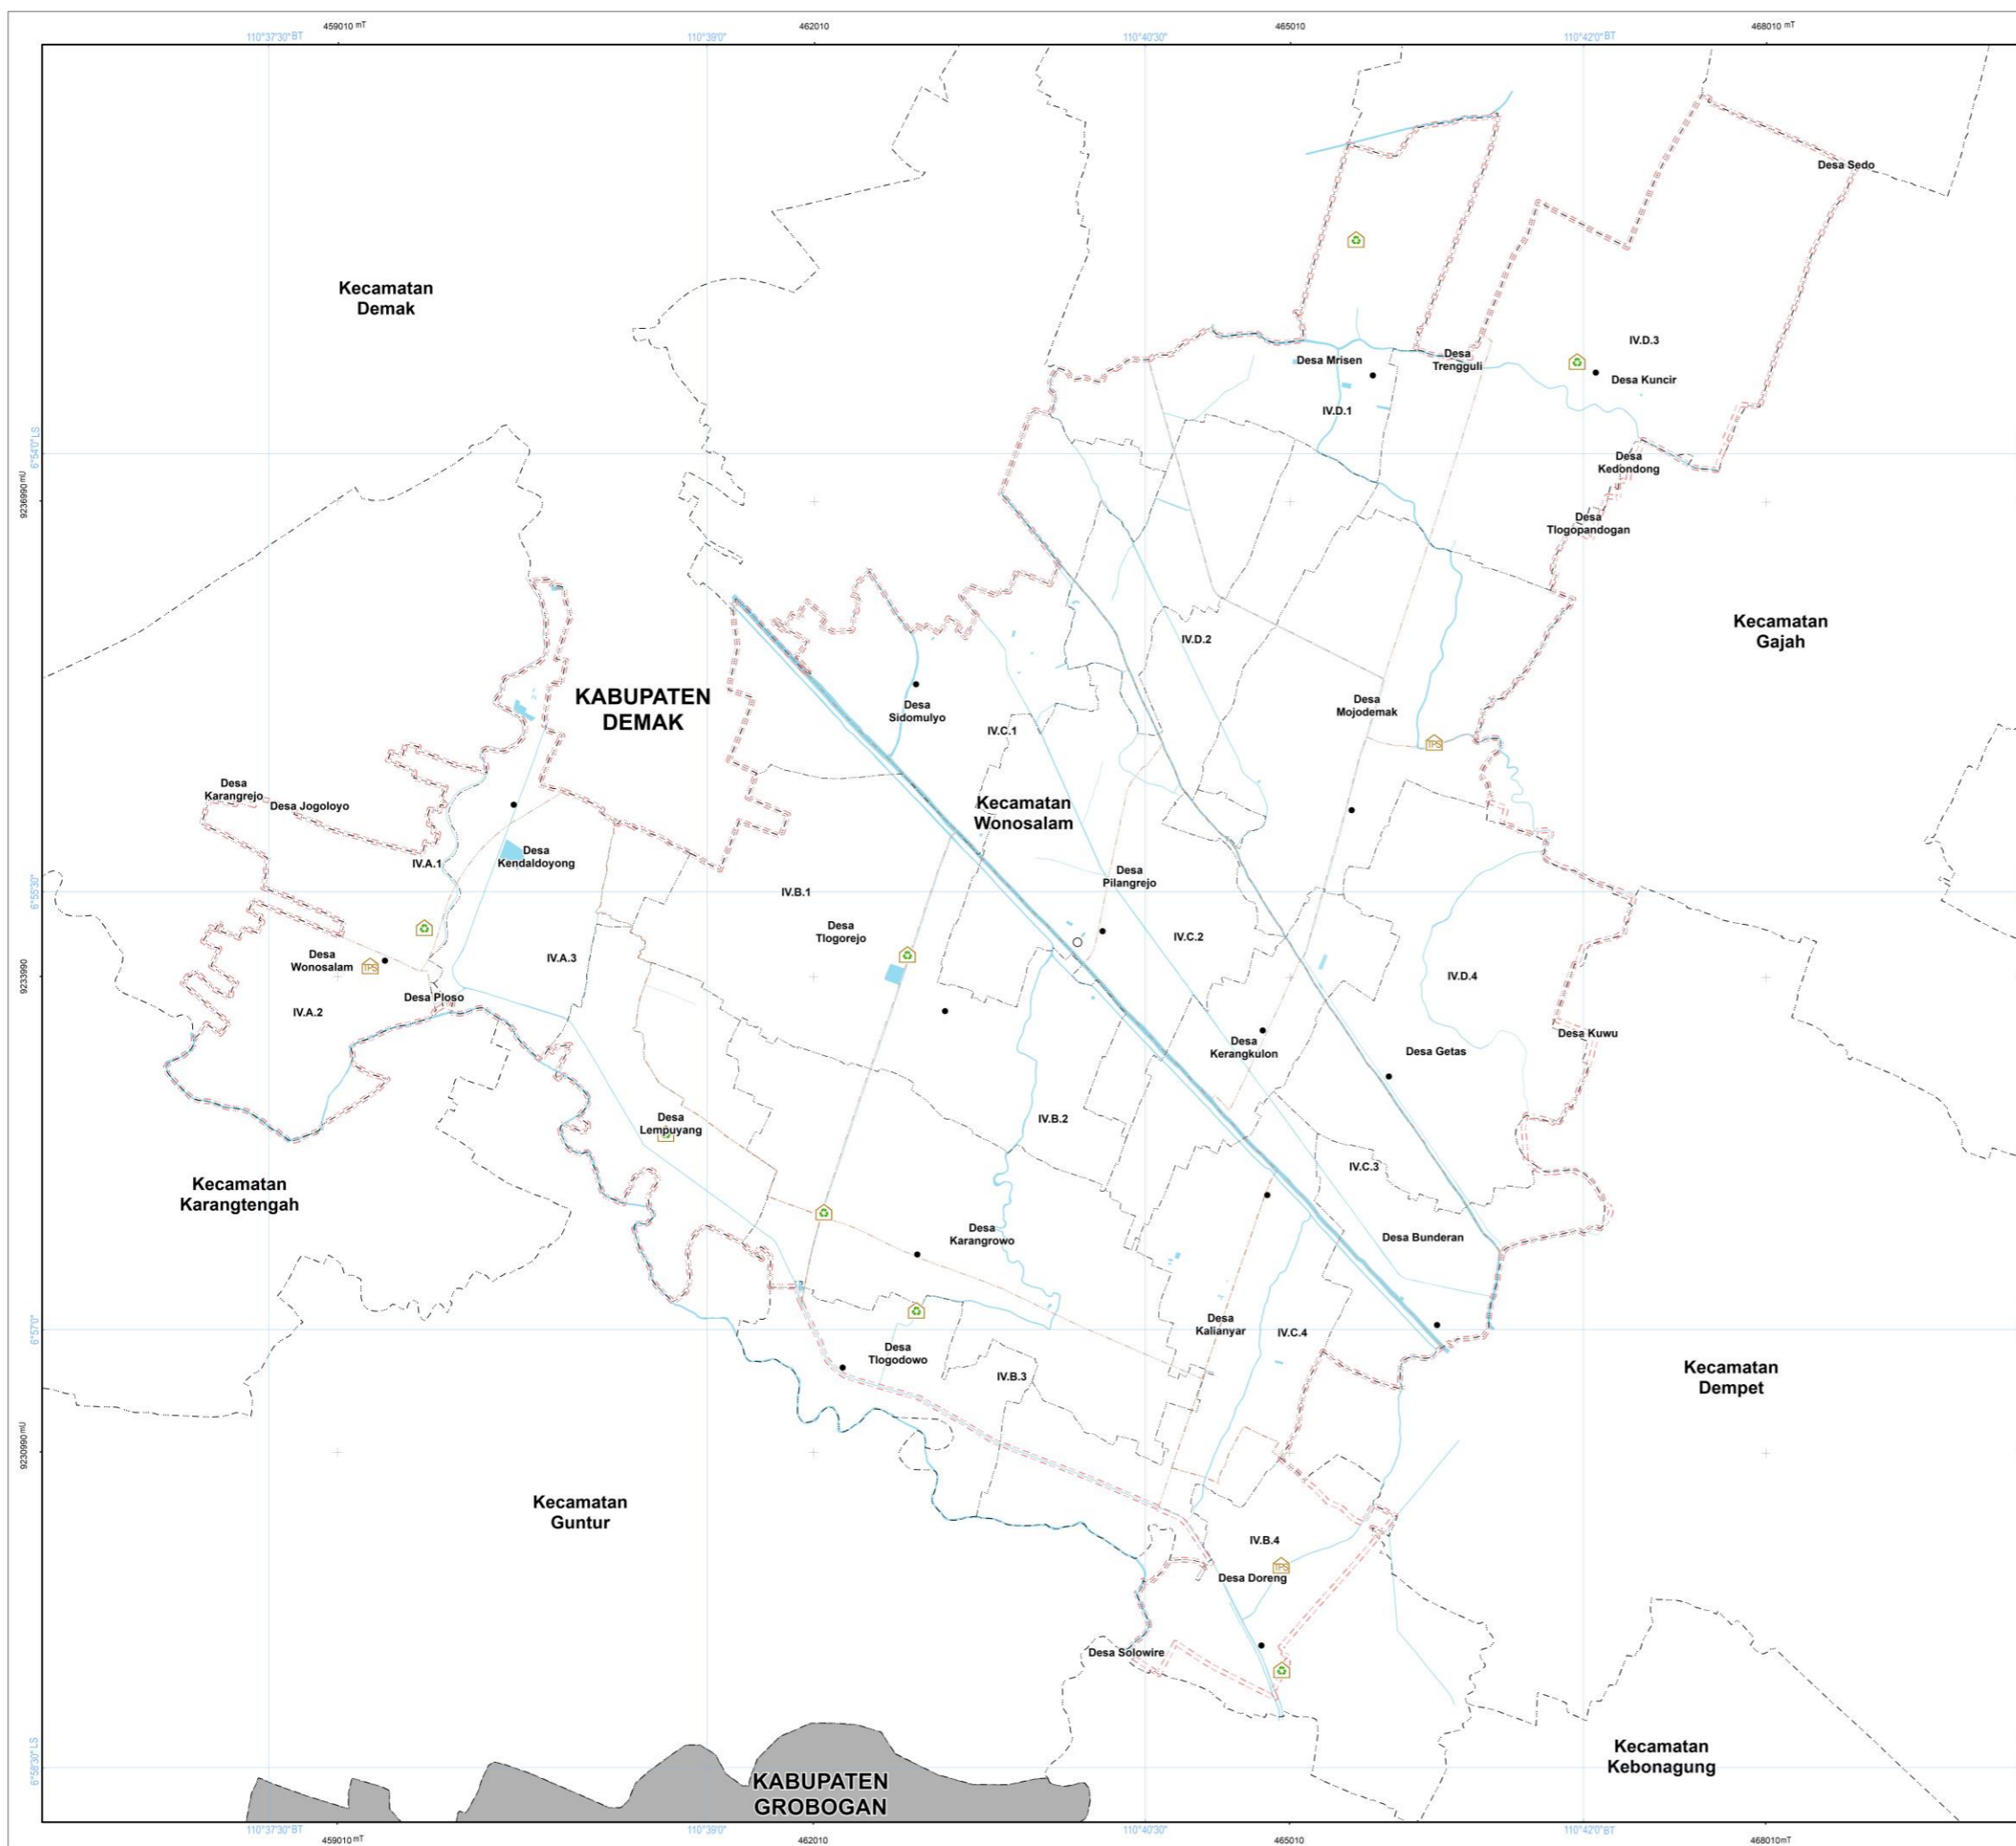 459010 mT
462010
465010
468010 mT
110°37'30" BT
110°39'0"
110°40'30"
110°42'0" BT
Desa Sedo
Kecamatan
Demak
IV.D.3
Desa Mrisen
Desa
Trengguli
Desa Kuncir
IV.D.1
6°54'0" LS
Desa
Kedondong
9236990 mU
Desa
Tlogopandogan
Kecamatan
Gajah
IV.D.2
KABUPATEN
DEMAK
Desa
Sidomulyo
Desa
Mojodemak
IV.C.1
TPS
Desa
Karangrejo
Desa Jogoloyo
Kecamatan
Wonosalam
IV.A.1
Desa
Kendaldoyong
Desa
Pilangrejo
6°55'30"
IV.B.1
Desa
Tlogorejo
IV.C.2
Desa
Wonosalam
TPS
IV.A.3
IV.D.4
9233990
Desa Ploso
IV.A.2
Desa Kuwu
Desa
Kerangkulon
Desa Getas
Desa
Lempuyang
IV.B.2
IV.C.3
Kecamatan
Karangtengah
Desa
Karangrowo
Desa Bunderan
6°57'0"
Desa
Kalianyar
IV.C.4
Desa
Tlogodowo
IV.B.3
Kecamatan
Dempet
9230990 mU
Kecamatan
Guntur
IV.B.4
TPS
Desa Doreng
Desa Solowire
Kecamatan
Kebonagung
6°58'30" LS
KABUPATEN
GROBOGAN
110°37'30" BT
110°39'0"
110°40'30"
110°42'0" BT
459010 mT
462010
465010
468010 mT